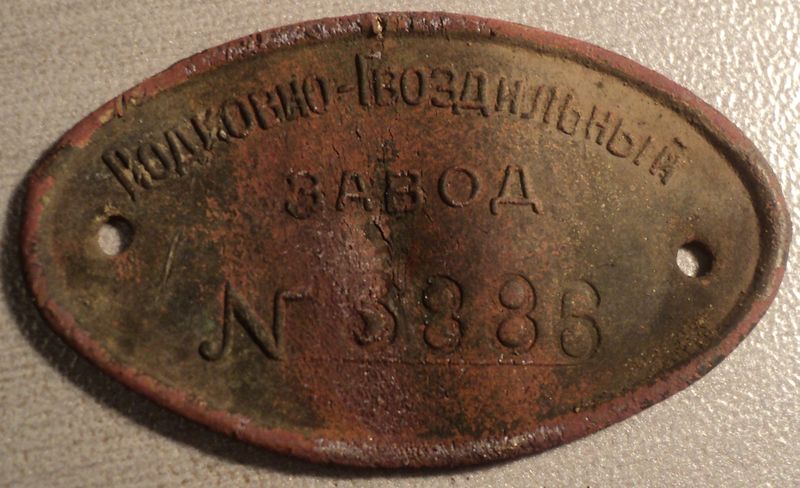 Подковно-Гвоздильный
ЗАВОД
№ 3886